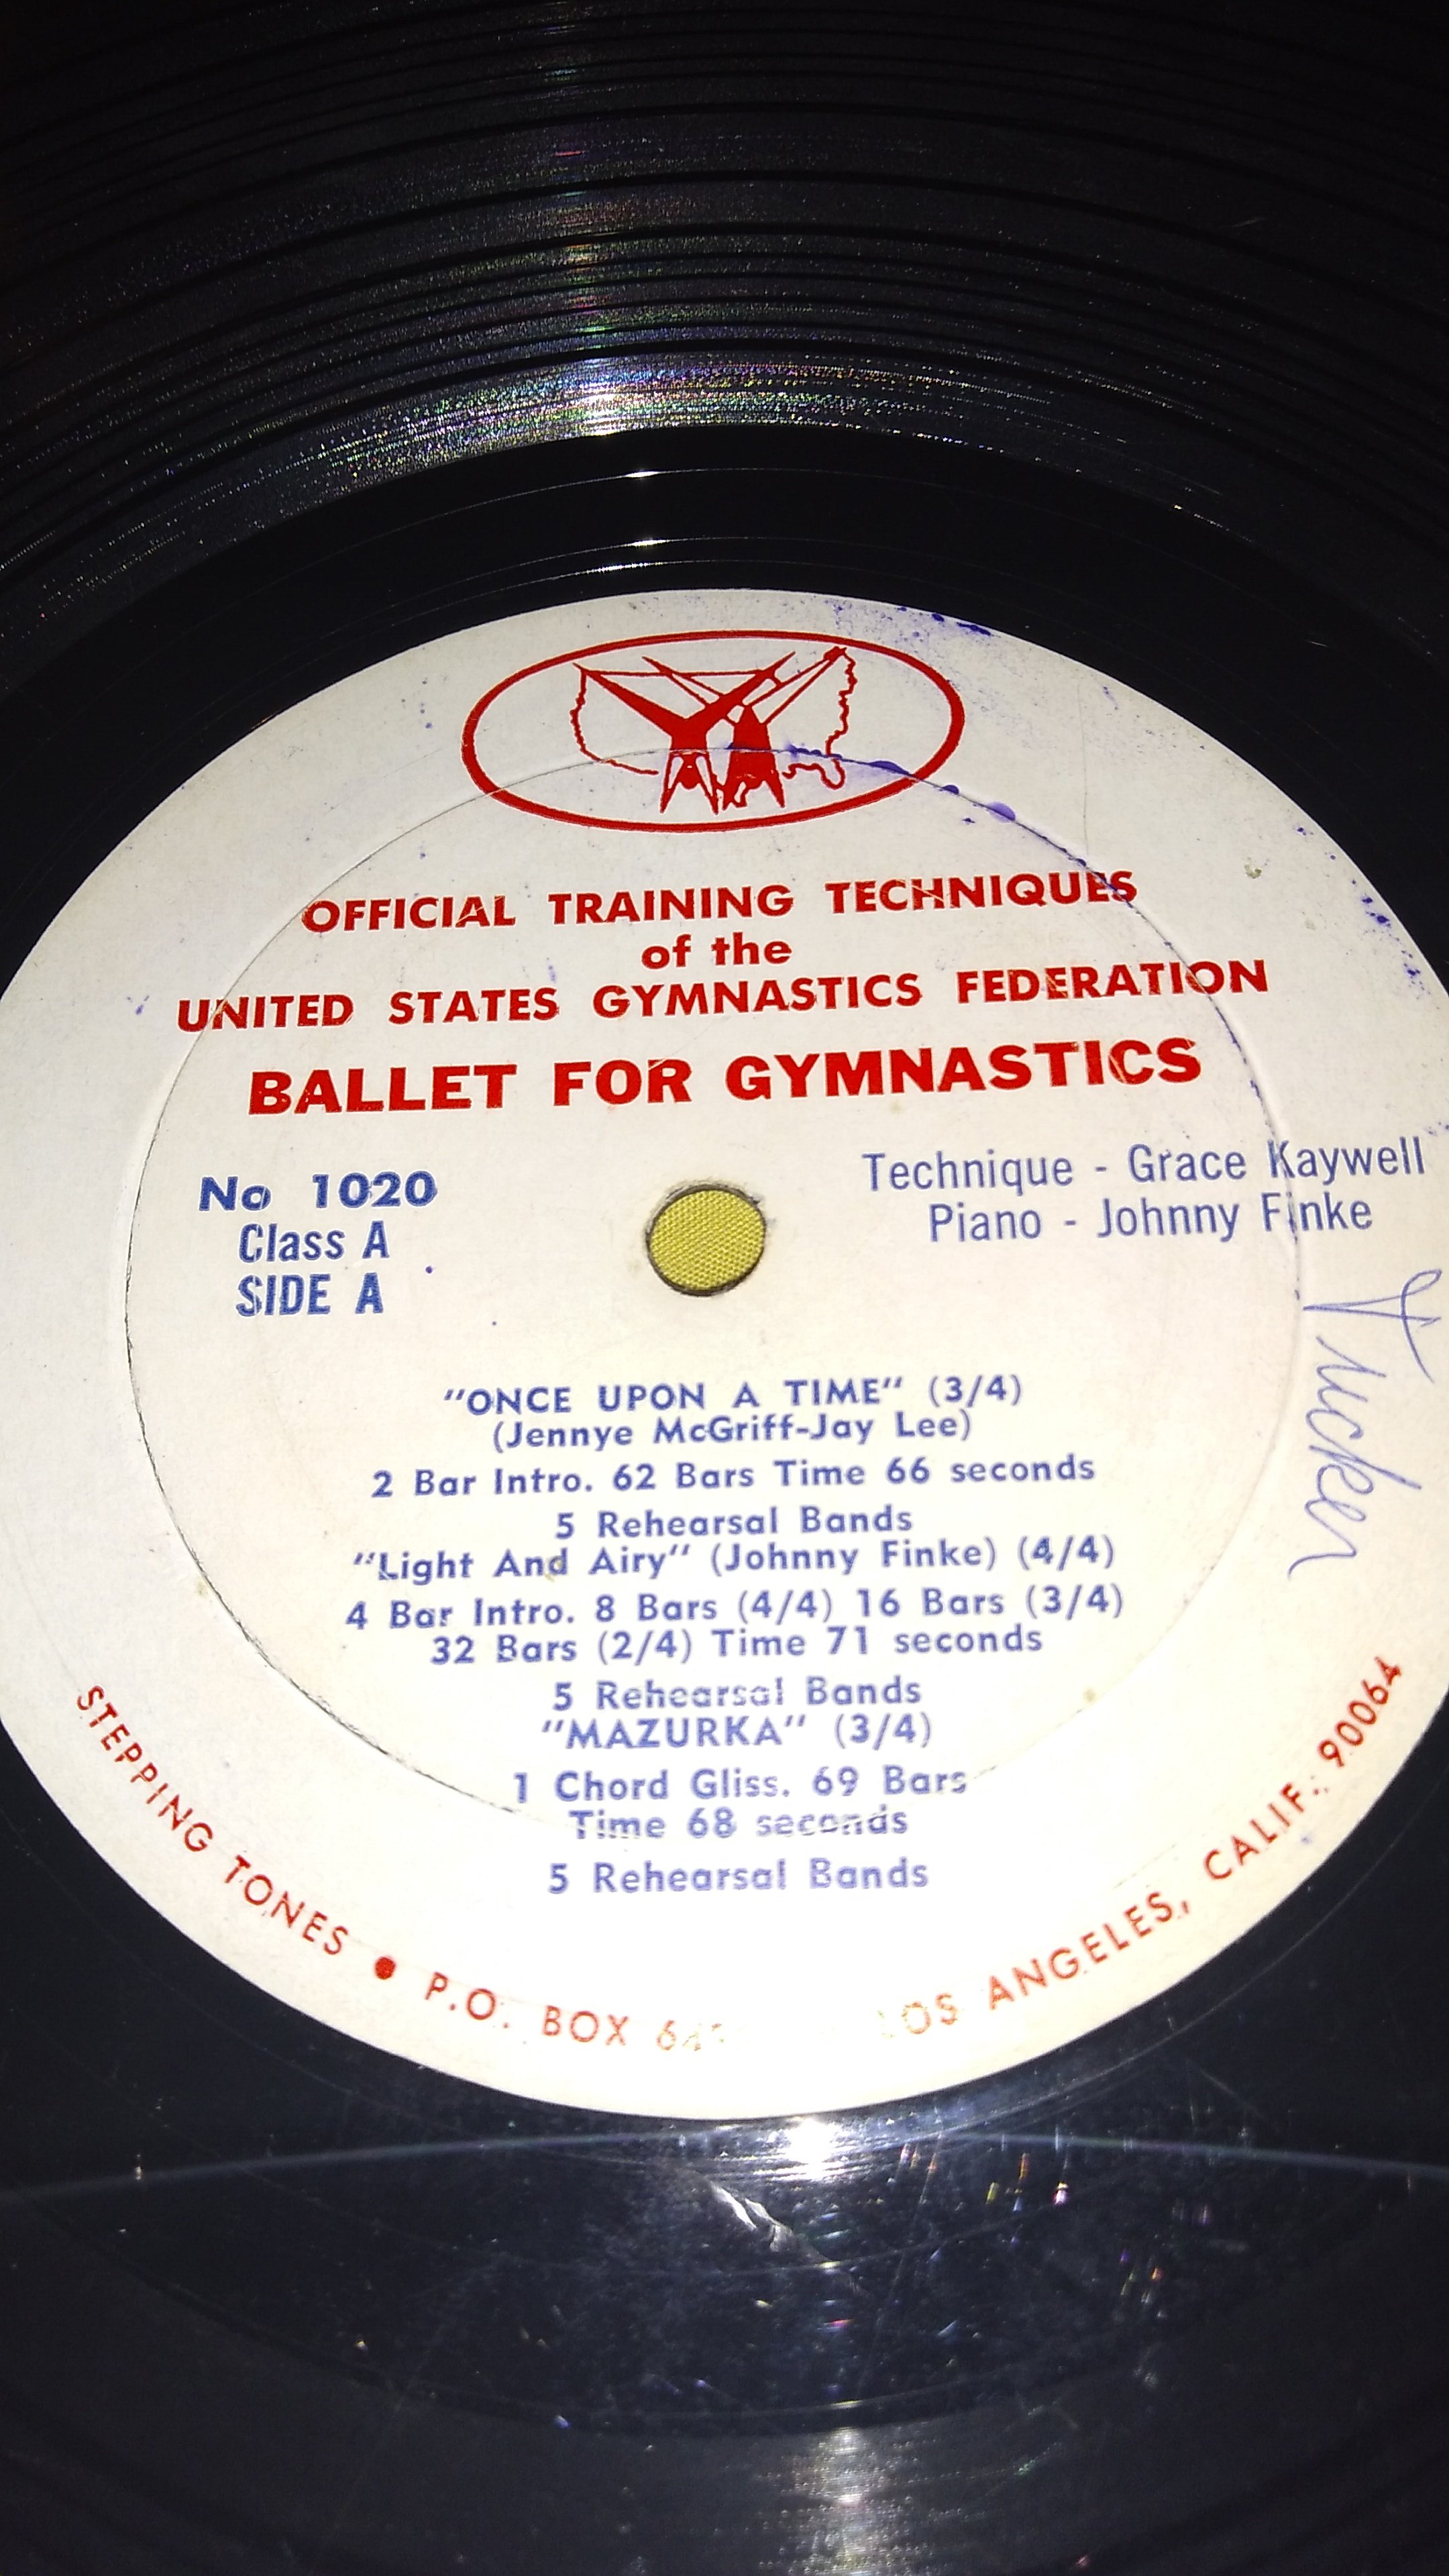 OFFICIAL TRAINING TECHNIQUES
of the
UNITED STATES GYMNASTICS FEDERATION
BALLET FOR GYMNASTICS
No 1020
Class A
SIDE A
Technique - Grace Kaywell
Piano - Johnny Finke
Tucker
"ONCE UPON A TIME" (3/4)
(Jennye McGriff-Jay Lee)
2 Bar Intro. 62 Bars Time 66 seconds
5 Rehearsal Bands
"Light And Airy" (Johnny Finke) (4/4)
4 Bar Intro. 8 Bars (4/4) 16 Bars (3/4)
32 Bars (2/4) Time 71 seconds
5 Rehearsal Bands
"MAZURKA" (3/4)
1 Chord Gliss. 69 Bars
Time 68 seconds
5 Rehearsal Bands
STEPPING TONES • P.O. BOX LOS ANGELES, CALIF. 90064